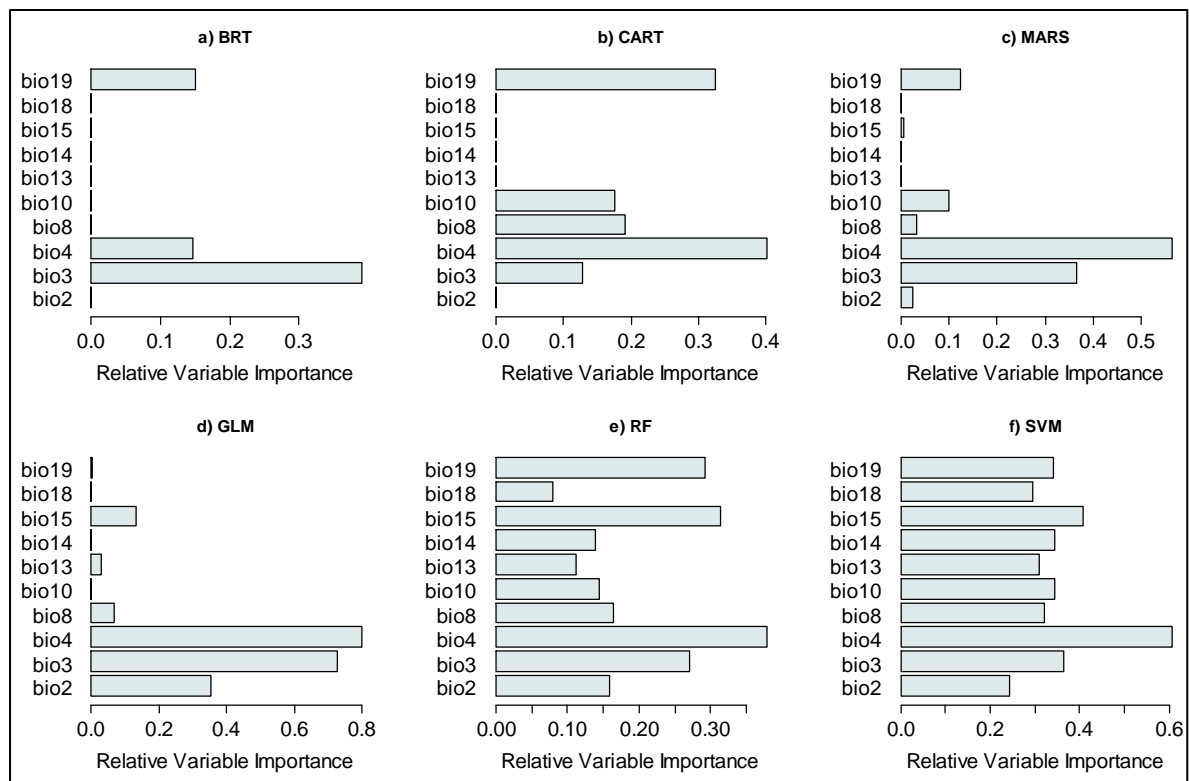 a) BRT
bio19
bio18
bio15
bio14
bio13
bio10
bio8
bio4
bio3
bio2
0.0 0.1 0.2 0.3
Relative Variable Importance
b) CART
bio19
bio18
bio15
bio14
bio13
bio10
bio8
bio4
bio3
bio2
0.0 0.1 0.2 0.3 0.4
Relative Variable Importance
c) MARS
bio19
bio18
bio15
bio14
bio13
bio10
bio8
bio4
bio3
bio2
0.0 0.1 0.2 0.3 0.4 0.5
Relative Variable Importance
d) GLM
bio19
bio18
bio15
bio14
bio13
bio10
bio8
bio4
bio3
bio2
0.0 0.2 0.4 0.6 0.8
Relative Variable Importance
e) RF
bio19
bio18
bio15
bio14
bio13
bio10
bio8
bio4
bio3
bio2
0.00 0.10 0.20 0.30
Relative Variable Importance
f) SVM
bio19
bio18
bio15
bio14
bio13
bio10
bio8
bio4
bio3
bio2
0.0 0.2 0.4 0.6
Relative Variable Importance